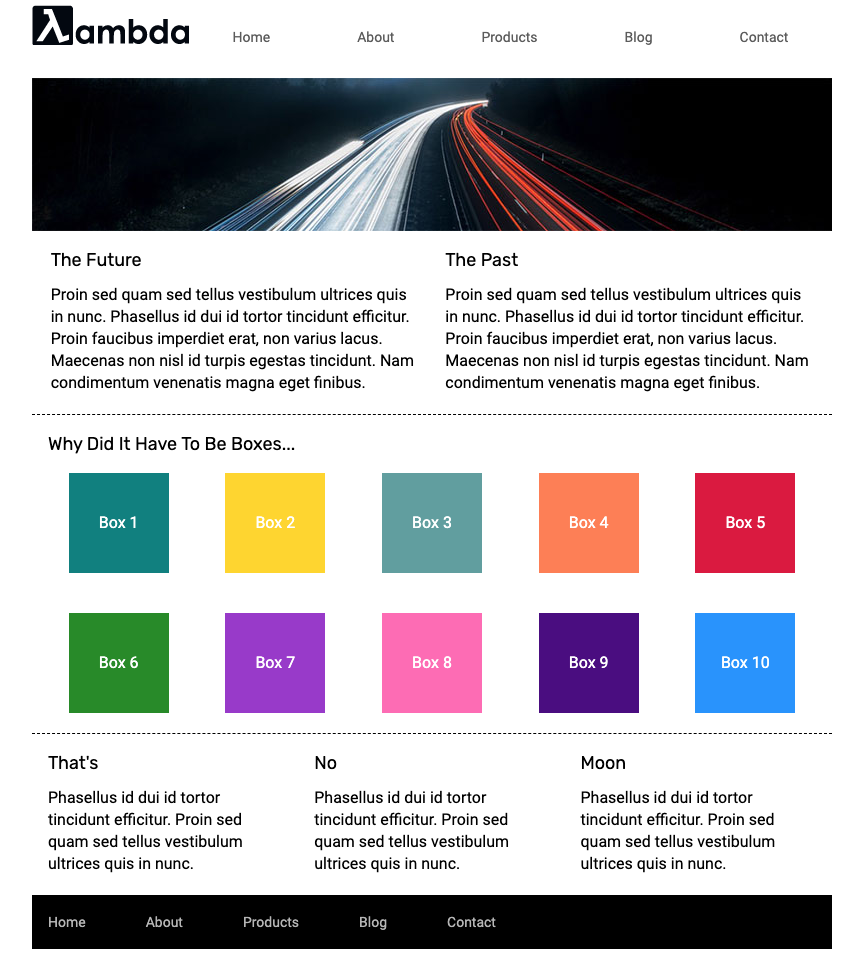 λambda
Home About Products Blog Contact
The Future
Proin sed quam sed tellus vestibulum ultrices quis
in nunc. Phasellus id dui id tortor tincidunt efficitur.
Proin faucibus imperdiet erat, non varius lacus.
Maecenas non nisl id turpis egestas tincidunt. Nam
condimentum venenatis magna eget finibus.
The Past
Proin sed quam sed tellus vestibulum ultrices quis
in nunc. Phasellus id dui id tortor tincidunt efficitur.
Proin faucibus imperdiet erat, non varius lacus.
Maecenas non nisl id turpis egestas tincidunt. Nam
condimentum venenatis magna eget finibus.
Why Did It Have To Be Boxes...
Box 1 Box 2 Box 3 Box 4 Box 5
Box 6 Box 7 Box 8 Box 9 Box 10
That's
Phasellus id dui id tortor
tincidunt efficitur. Proin sed
quam sed tellus vestibulum
ultrices quis in nunc.
No
Phasellus id dui id tortor
tincidunt efficitur. Proin sed
quam sed tellus vestibulum
ultrices quis in nunc.
Moon
Phasellus id dui id tortor
tincidunt efficitur. Proin sed
quam sed tellus vestibulum
ultrices quis in nunc.
Home About Products Blog Contact